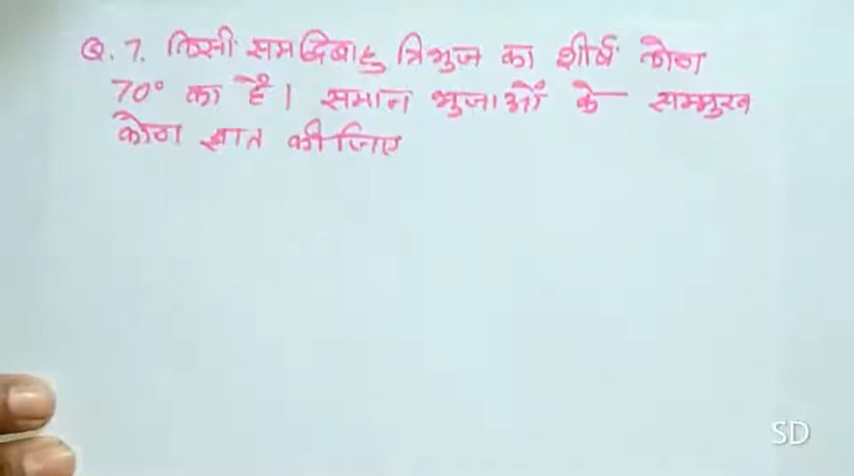 Q.7. किसी समद्विबाहु त्रिभुज का शीर्ष कोण
70° का है। समान भुजाओं के सम्मुख
कोण ज्ञात कीजिए
SD